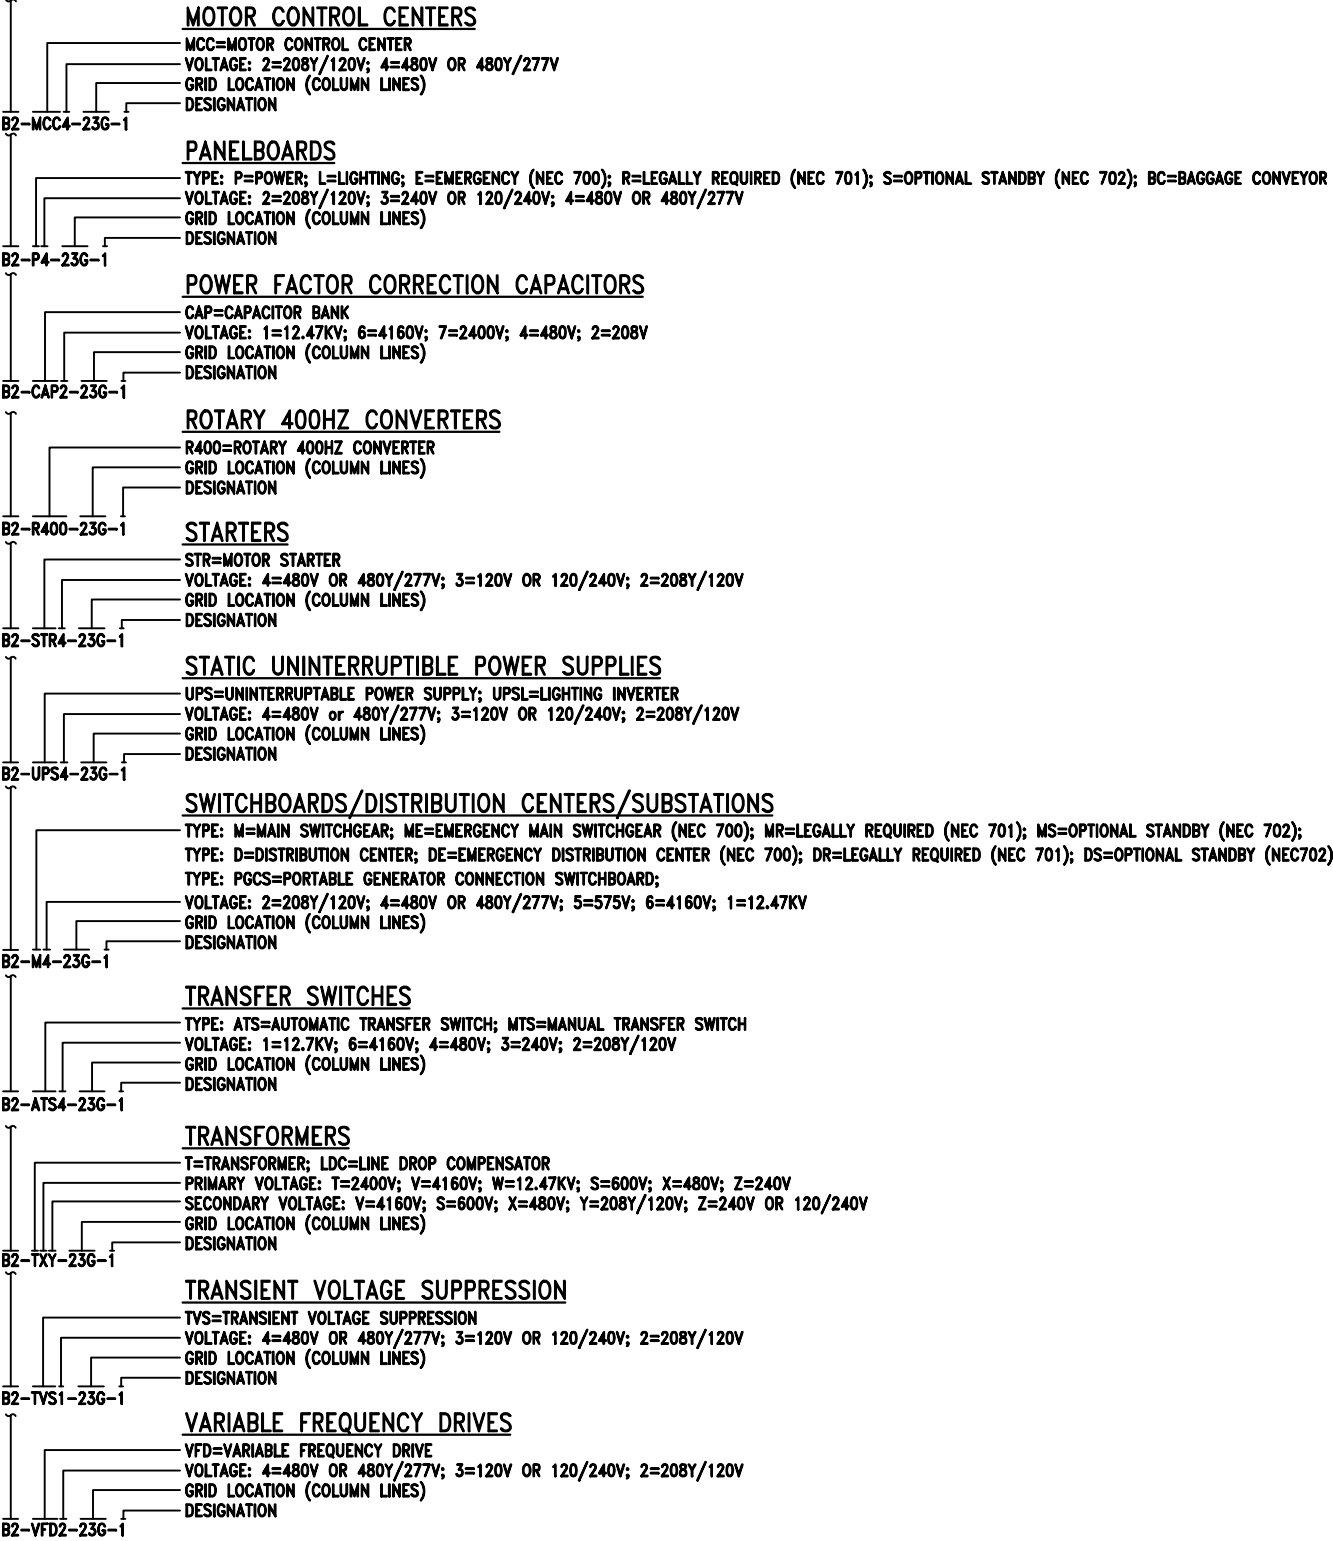 MOTOR CONTROL CENTERS
MCC=MOTOR CONTROL CENTER
VOLTAGE: 2=208Y/120V; 4=480V OR 480Y/277V
GRID LOCATION (COLUMN LINES)
DESIGNATION
B2-MCC4-23G-1
PANELBOARDS
TYPE: P=POWER; L=LIGHTING; E=EMERGENCY (NEC 700); R=LEGALLY REQUIRED (NEC 701); S=OPTIONAL STANDBY (NEC 702); BC=BAGGAGE CONVEYOR
VOLTAGE: 2=208Y/120V; 3=240V OR 120/240V; 4=480V OR 480Y/277V
GRID LOCATION (COLUMN LINES)
DESIGNATION
B2-P4-23G-1
POWER FACTOR CORRECTION CAPACITORS
CAP=CAPACITOR BANK
VOLTAGE: 1=12.47KV; 6=4160V; 7=2400V; 4=480V; 2=208V
GRID LOCATION (COLUMN LINES)
DESIGNATION
B2-CAP2-23G-1
ROTARY 400HZ CONVERTERS
R400=ROTARY 400HZ CONVERTER
GRID LOCATION (COLUMN LINES)
DESIGNATION
B2-R400-23G-1
STARTERS
STR=MOTOR STARTER
VOLTAGE: 4=480V OR 480Y/277V; 3=120V OR 120/240V; 2=208Y/120V
GRID LOCATION (COLUMN LINES)
DESIGNATION
B2-STR4-23G-1
STATIC UNINTERRUPTIBLE POWER SUPPLIES
UPS=UNINTERRUPTABLE POWER SUPPLY; UPSL=LIGHTING INVERTER
VOLTAGE: 4=480V or 480Y/277V; 3=120V OR 120/240V; 2=208Y/120V
GRID LOCATION (COLUMN LINES)
DESIGNATION
B2-UPS4-23G-1
SWITCHBOARDS/DISTRIBUTION CENTERS/SUBSTATIONS
TYPE: M=MAIN SWITCHGEAR; ME=EMERGENCY MAIN SWITCHGEAR (NEC 700); MR=LEGALLY REQUIRED (NEC 701); MS=OPTIONAL STANDBY (NEC 702);
TYPE: D=DISTRIBUTION CENTER; DE=EMERGENCY DISTRIBUTION CENTER (NEC 700); DR=LEGALLY REQUIRED (NEC 701); DS=OPTIONAL STANDBY (NEC702)
TYPE: PGCS=PORTABLE GENERATOR CONNECTION SWITCHBOARD;
VOLTAGE: 2=208Y/120V; 4=480V OR 480Y/277V; 5=575V; 6=4160V; 1=12.47KV
GRID LOCATION (COLUMN LINES)
DESIGNATION
B2-M4-23G-1
TRANSFER SWITCHES
TYPE: ATS=AUTOMATIC TRANSFER SWITCH; MTS=MANUAL TRANSFER SWITCH
VOLTAGE: 1=12.7KV; 6=4160V; 4=480V; 3=240V; 2=208Y/120V
GRID LOCATION (COLUMN LINES)
DESIGNATION
B2-ATS4-23G-1
TRANSFORMERS
T=TRANSFORMER; LDC=LINE DROP COMPENSATOR
PRIMARY VOLTAGE: T=2400V; V=4160V; W=12.47KV; S=600V; X=480V; Z=240V
SECONDARY VOLTAGE: V=4160V; S=600V; X=480V; Y=208Y/120V; Z=240V OR 120/240V
GRID LOCATION (COLUMN LINES)
DESIGNATION
B2-TXY-23G-1
TRANSIENT VOLTAGE SUPPRESSION
TVS=TRANSIENT VOLTAGE SUPPRESSION
VOLTAGE: 4=480V OR 480Y/277V; 3=120V OR 120/240V; 2=208Y/120V
GRID LOCATION (COLUMN LINES)
DESIGNATION
B2-TVS1-23G-1
VARIABLE FREQUENCY DRIVES
VFD=VARIABLE FREQUENCY DRIVE
VOLTAGE: 4=480V OR 480Y/277V; 3=120V OR 120/240V; 2=208Y/120V
GRID LOCATION (COLUMN LINES)
DESIGNATION
B2-VFD2-23G-1